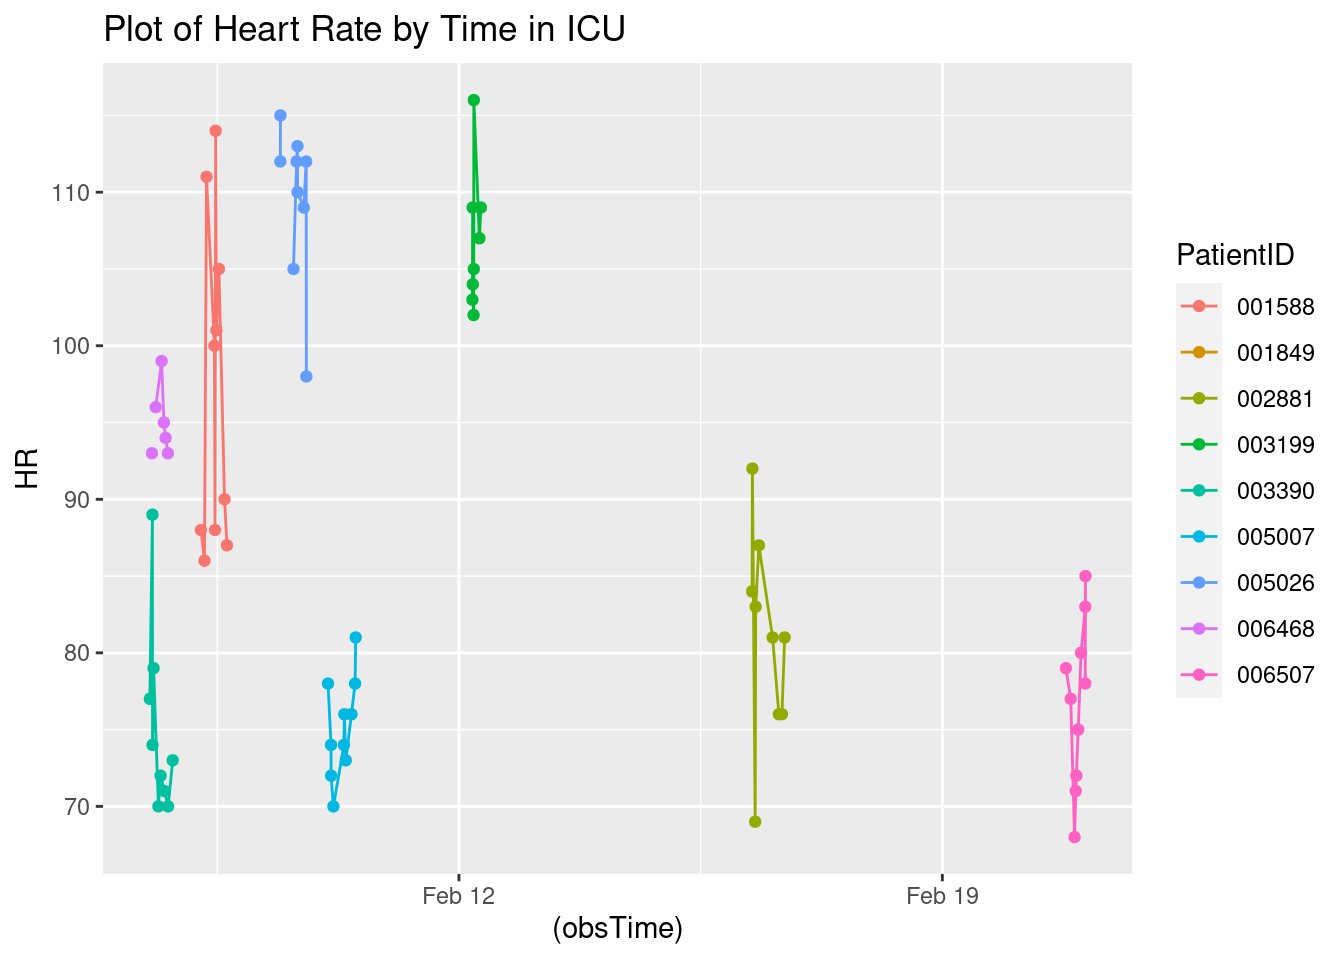 Plot of Heart Rate by Time in ICU
HR
110
100
90
80
70
Feb 12
Feb 19
(obsTime)
PatientID
001588
001849
002881
003199
003390
005007
005026
006468
006507